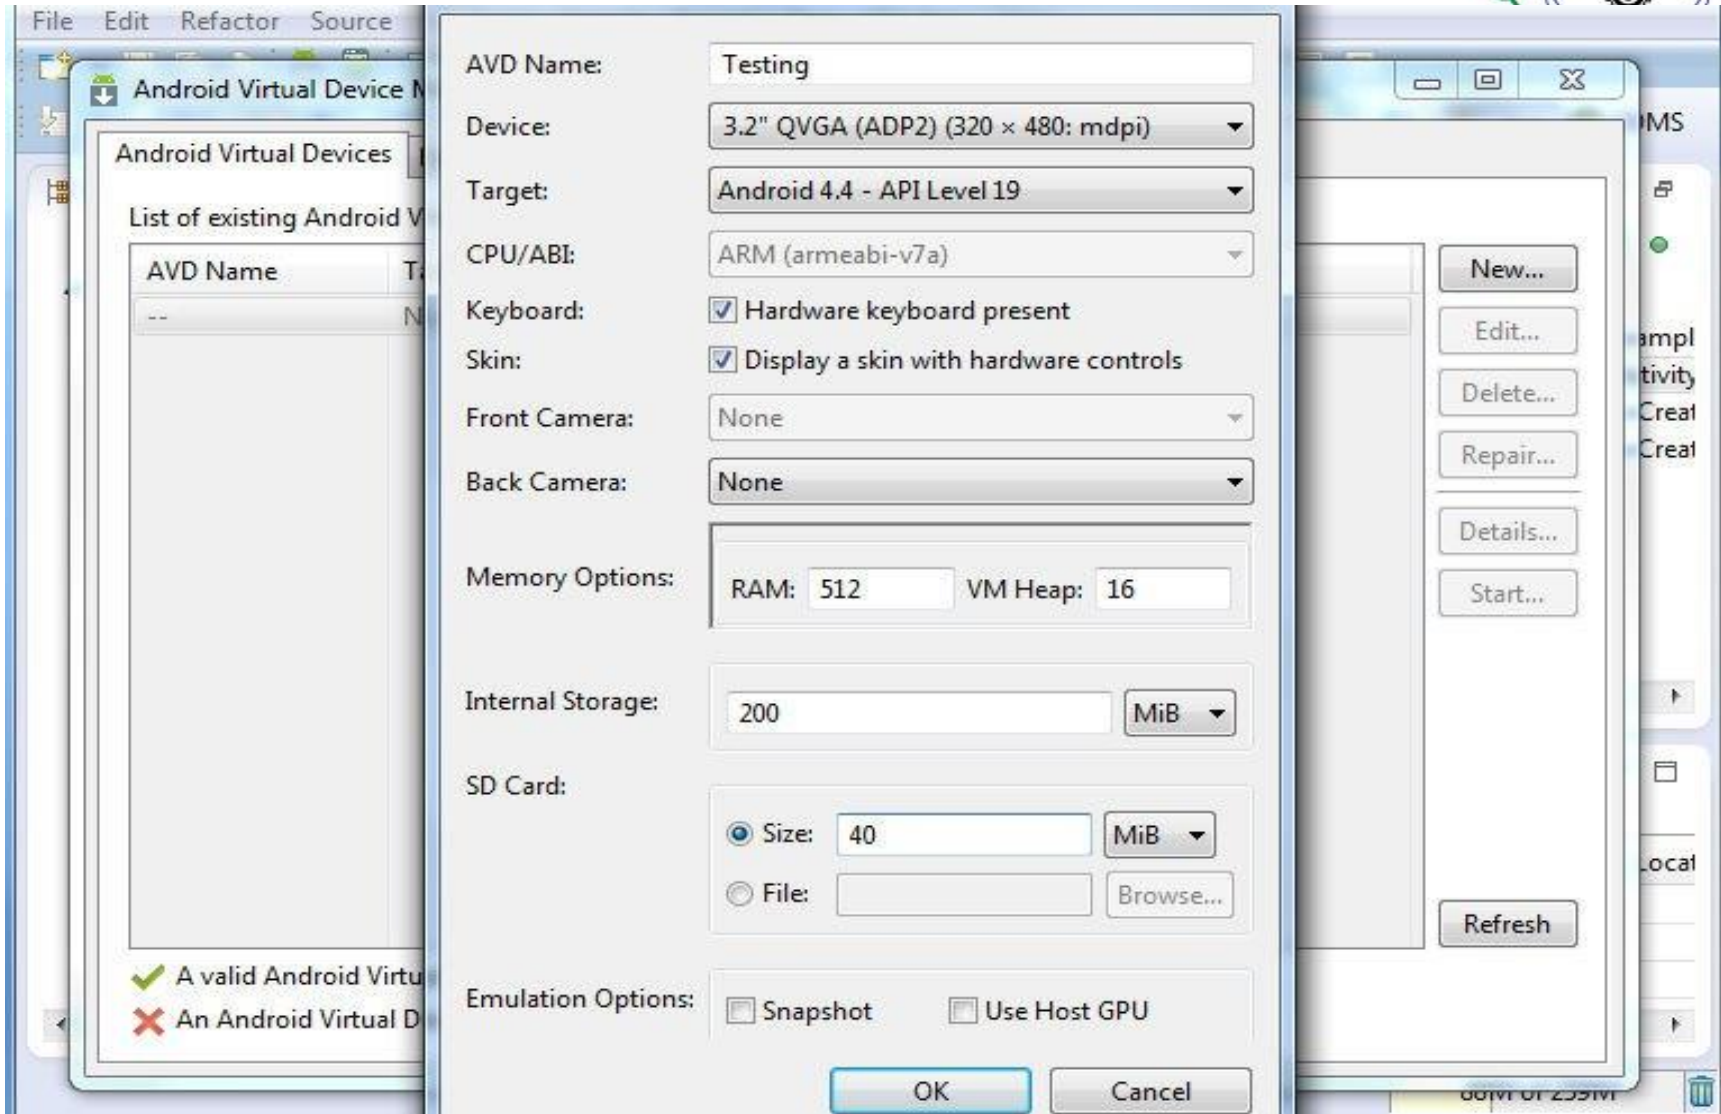 File Edit Refactor Source
Android Virtual Device M
DMS
Android Virtual Devices
List of existing Android V
AVD Name
--
N
AVD Name: Testing
Device: 3.2" QVGA (ADP2) (320 × 480: mdpi)
Target: Android 4.4 - API Level 19
CPU/ABI: ARM (armeabi-v7a)
Keyboard: Hardware keyboard present
Skin: Display a skin with hardware controls
Front Camera: None
Back Camera: None
Memory Options: RAM: 512 VM Heap: 16
Internal Storage: 200 MiB
SD Card:
Size: 40 MiB
File: Browse...
Emulation Options: Snapshot Use Host GPU
OK Cancel
New...
Edit...
Delete...
Repair...
Details...
Start...
Refresh
ampl
tivity
Creat
Creat
Locat
A valid Android Virtu
An Android Virtual D